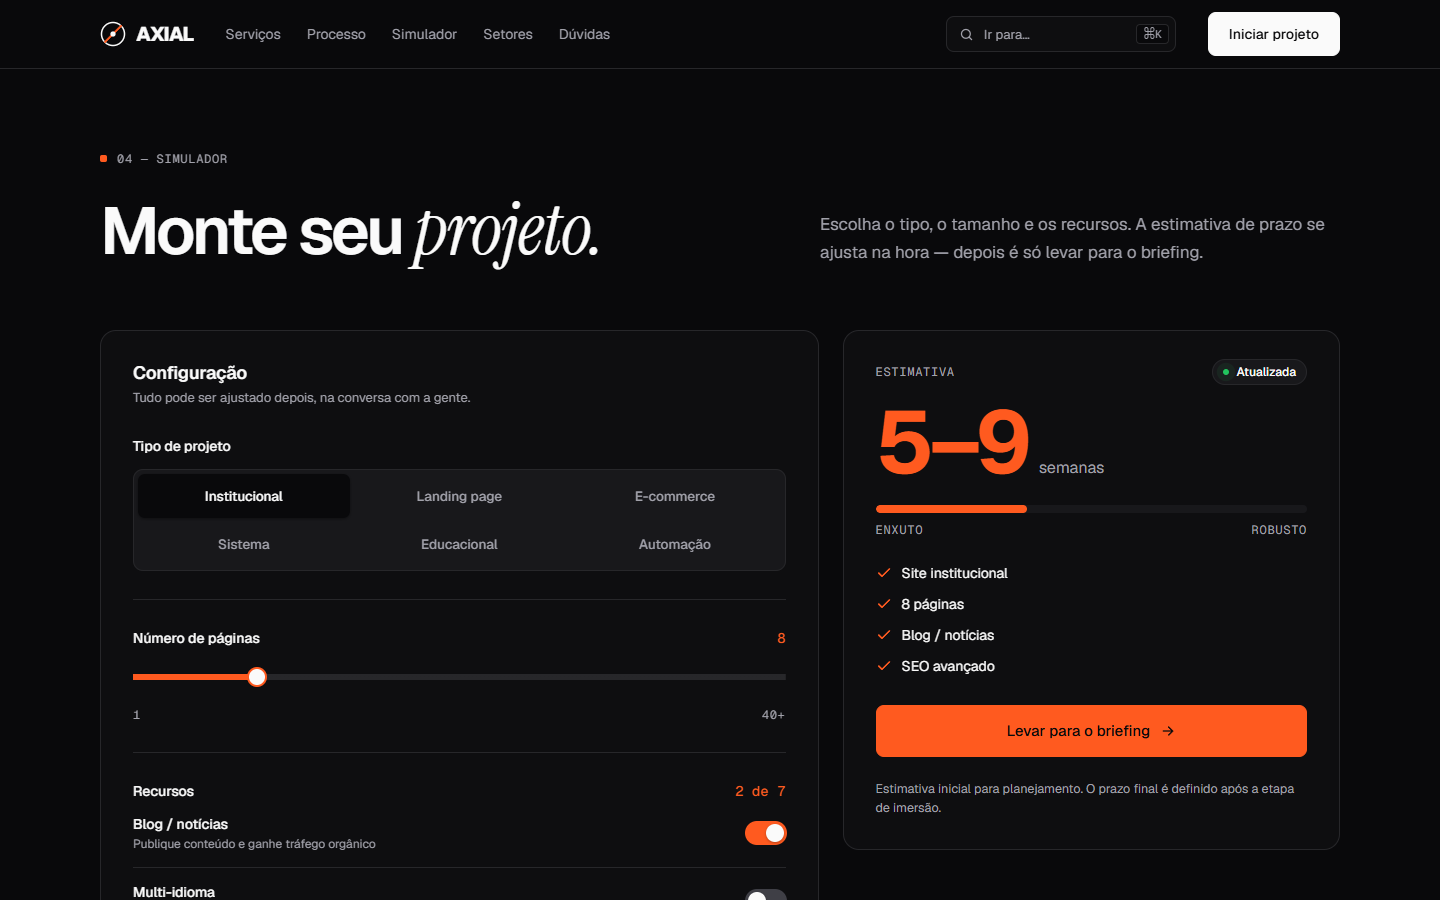 AXIAL
Serviços
Processo
Simulador
Setores
Dúvidas
Ir para…
⌘K
Iniciar projeto
04 — SIMULADOR
Monte seu projeto.
Escolha o tipo, o tamanho e os recursos. A estimativa de prazo se
ajusta na hora — depois é só levar para o briefing.
Configuração
Tudo pode ser ajustado depois, na conversa com a gente.
Tipo de projeto
Institucional
Landing page
E-commerce
Sistema
Educacional
Automação
Número de páginas
8
1
40+
Recursos
2 de 7
Blog / notícias
Publique conteúdo e ganhe tráfego orgânico
Multi-idioma
ESTIMATIVA
Atualizada
5–9 semanas
ENXUTO
ROBUSTO
Site institucional
8 páginas
Blog / notícias
SEO avançado
Levar para o briefing →
Estimativa inicial para planejamento. O prazo final é definido após a etapa
de imersão.